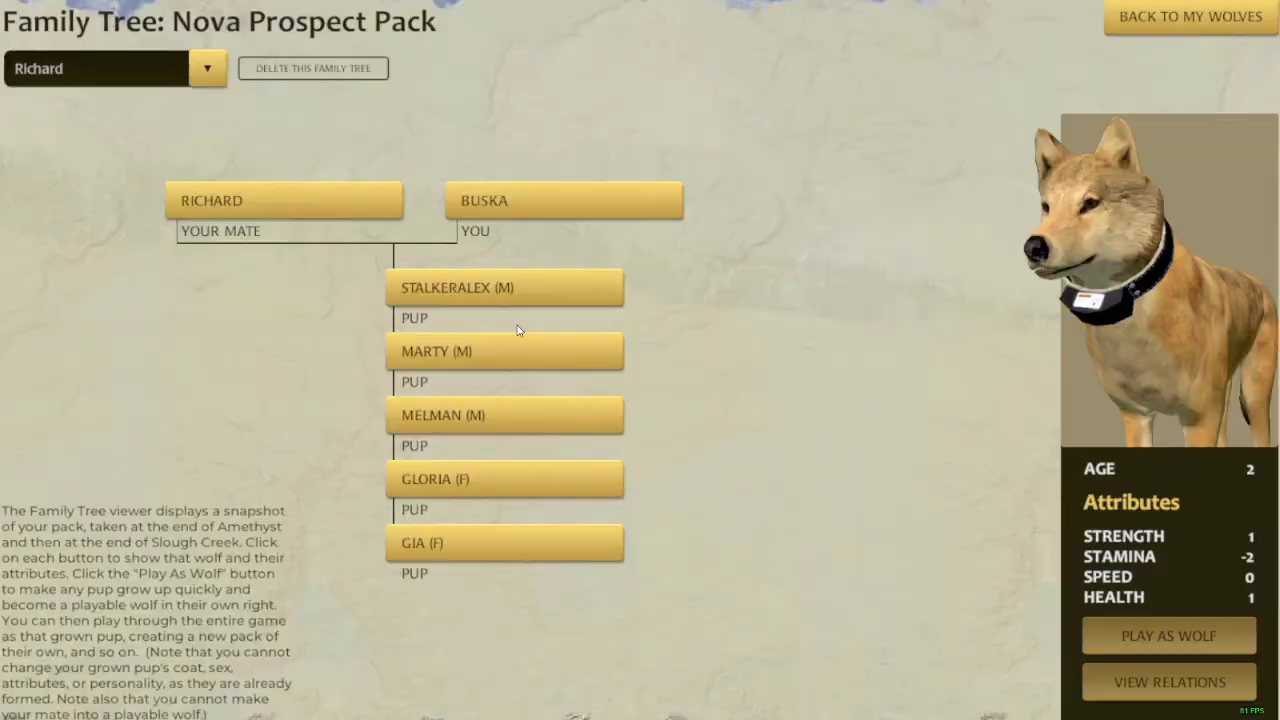 Family Tree: Nova Prospect Pack
BACK TO MY WOLVES
Richard
DELETE THIS FAMILY TREE
RICHARD
BUSKA
YOUR MATE
YOU
STALKERALEX (M)
PUP
MARTY (M)
PUP
MELMAN (M)
PUP
GLORIA (F)
PUP
GIA (F)
PUP
The Family Tree viewer displays a snapshot
of your pack, taken at the end of Amethyst
and then at the end of Slough Creek. Click
on each button to show that wolf and their
attributes. Click the "Play As Wolf" button
to make any pup grow up quickly and
become a playable wolf in their own right.
You can then play through the entire game
as that grown pup, creating a new pack of
their own, and so on. (Note that you cannot
change your grown pup's coat, sex,
attributes, or personality, as they are already
formed. Note also that you cannot make
your mate into a playable wolf.)
AGE 2
Attributes
STRENGTH 1
STAMINA -2
SPEED 0
HEALTH 1
PLAY AS WOLF
VIEW RELATIONS
81 FPS